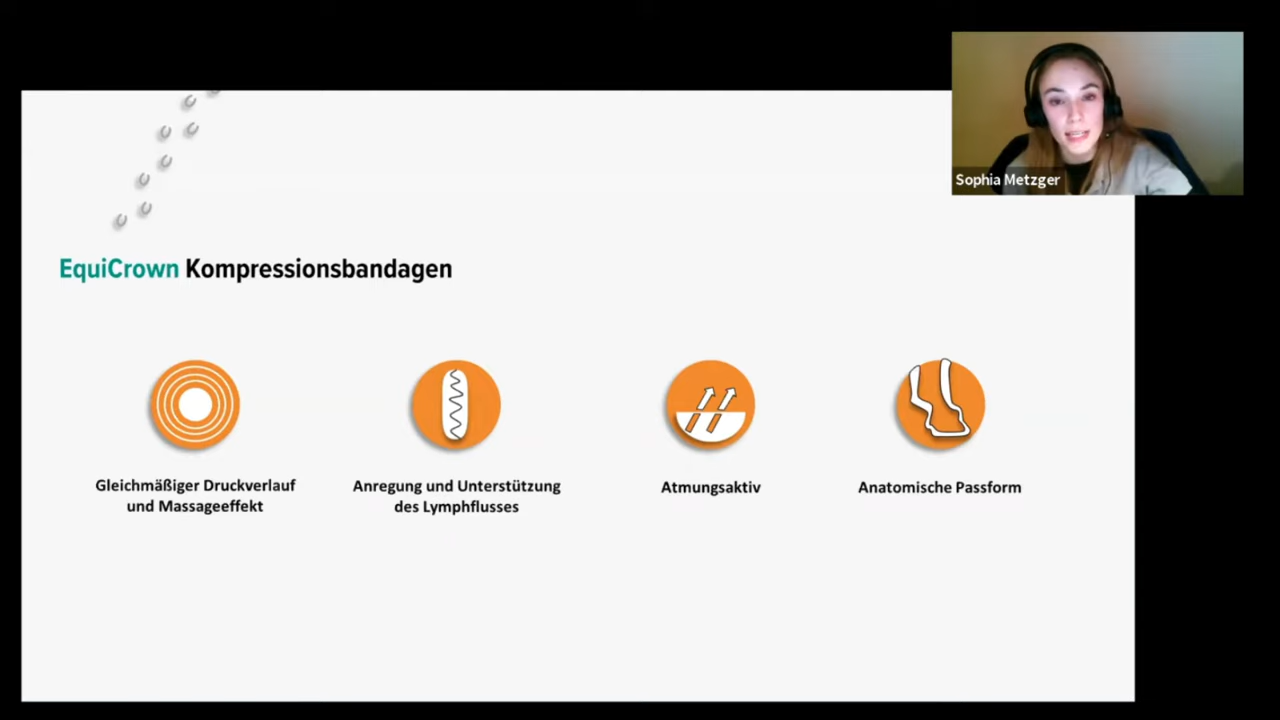 Sophia Metzger
EquiCrown Kompressionsbandagen
Gleichmäßiger Druckverlauf
und Massageeffekt
Anregung und Unterstützung
des Lymphflusses
Atmungsaktiv
Anatomische Passform